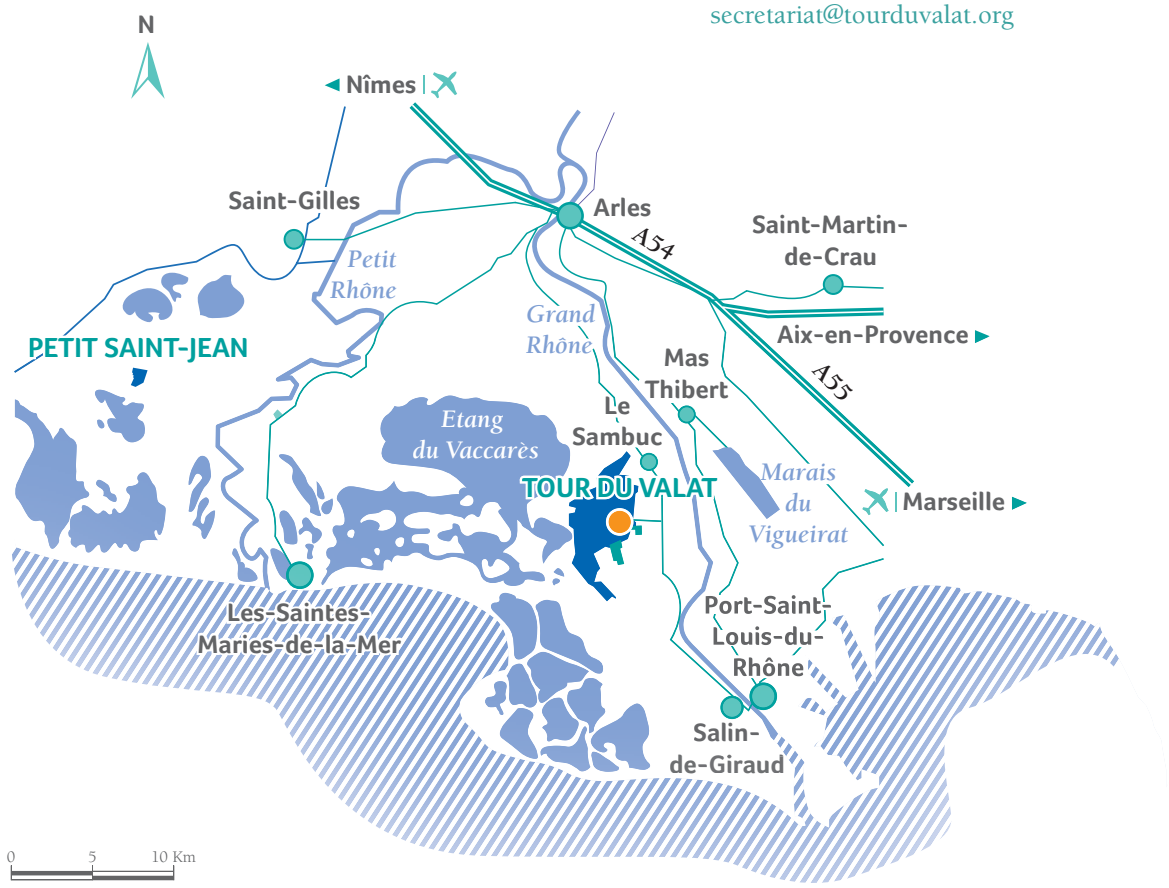 secretariat@tourduvalat.org
N
Nîmes
Saint-Gilles
Arles
Saint-Martin-
de-Crau
A54
Petit
Rhône
Grand
Rhône
Aix-en-Provence
PETIT SAINT-JEAN
Mas
Thibert
A55
Le
Sambuc
Etang
du Vaccarès
TOUR DU VALAT
Marais
du
Vigueirat
Marseille
Les-Saintes-
Maries-de-la-Mer
Port-Saint-
Louis-du-
Rhône
Salin-
de-Giraud
0 5 10 Km